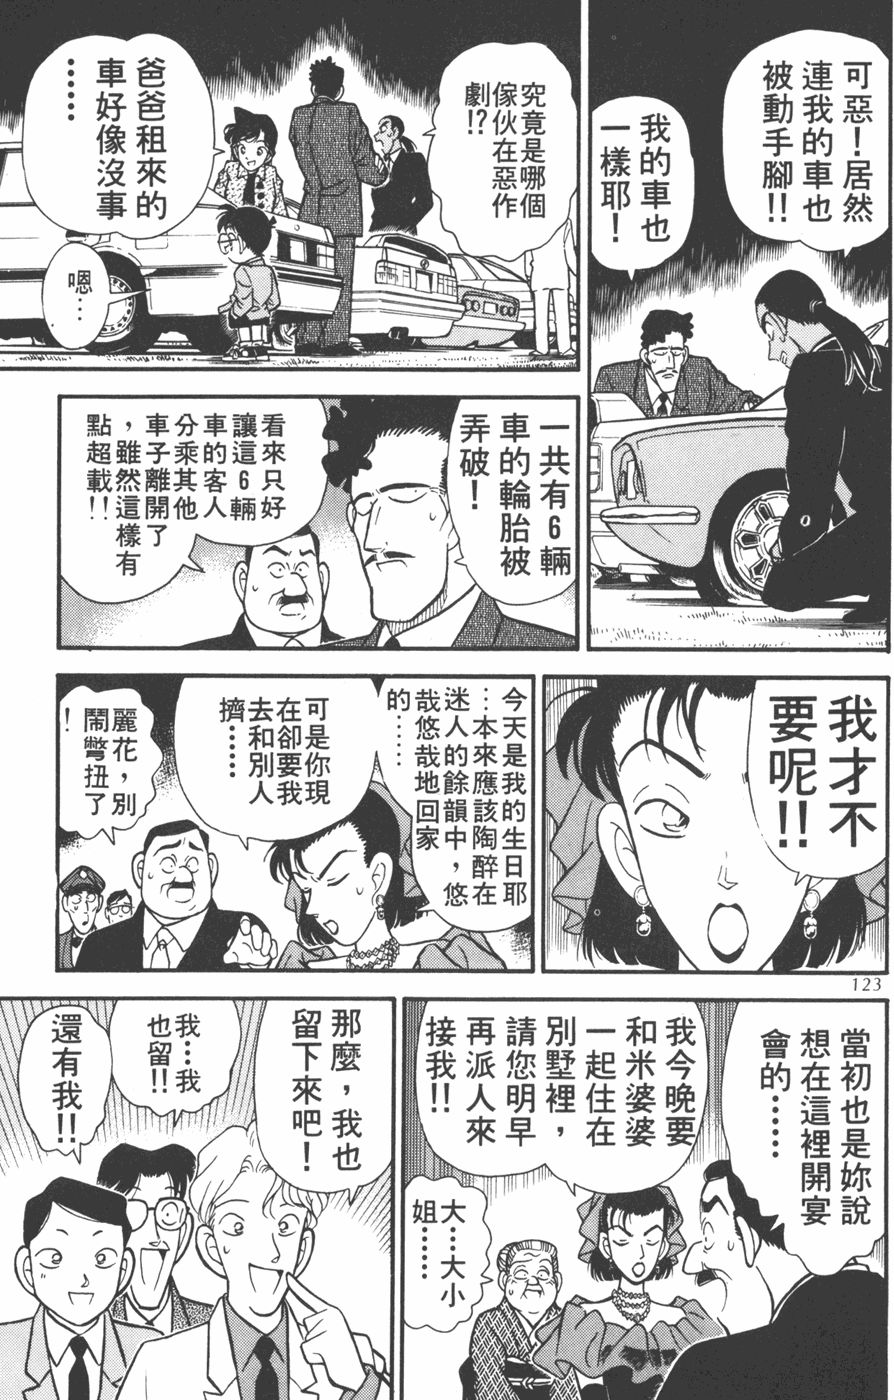 可惡！居然
連我的車也
被動手腳!!
我的車也
一樣耶！
究竟是哪個
傢伙在惡作
劇!?
爸爸租來的
車好像沒事
……
嗯…
一共有6輛
車的輪胎被
弄破！
看來只好
讓這6輛
車的客人
分乘其他
車子離開了
，雖然這樣有
點超載!!
我才不
要呢!!
今天是我的生日耶
…本來應該陶醉在
迷人的餘韻中，悠
哉悠哉地回家
的……
可是你現
在卻要我
去和別人
擠……
麗花，別
鬧彆扭了
！
123
當初也是妳說
想在這裡開宴
會的……
我今晚要
和米婆婆
一起住在
別墅裡，
請您明早
再派人來
接我!!
大…大小
姐……
那麼，我也
留下來吧！
我…我
也留!!
還有我!!